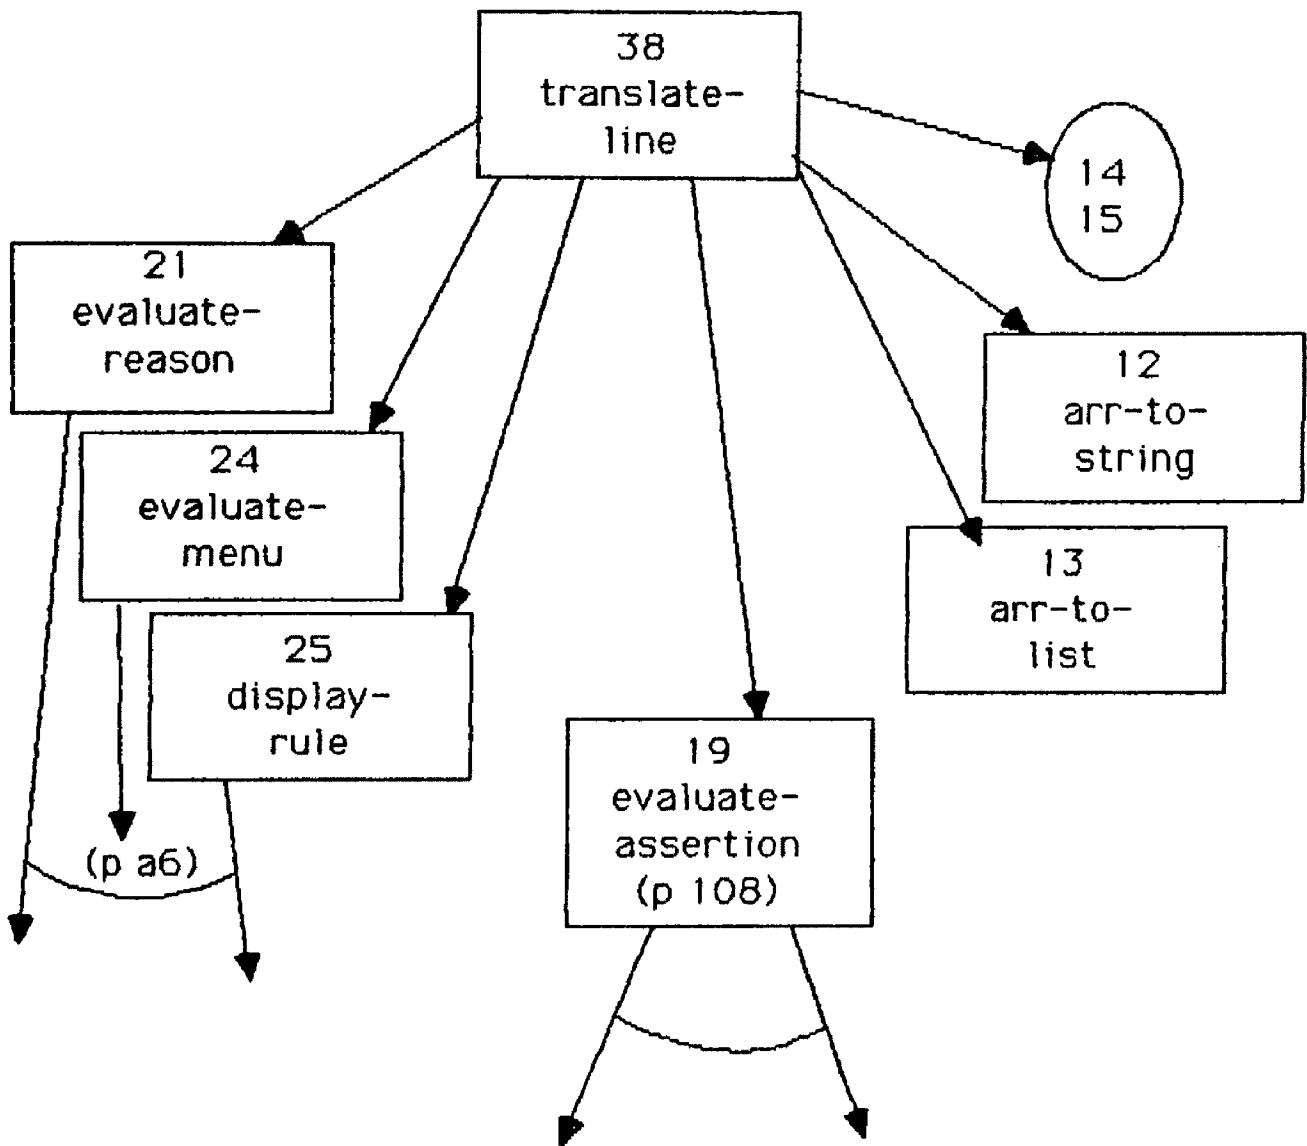 38
translate-
line
14
15
21
evaluate-
reason
12
arr-to-
string
24
evaluate-
menu
13
arr-to-
list
25
display-
rule
19
evaluate-
assertion
(p 108)
(p a6)